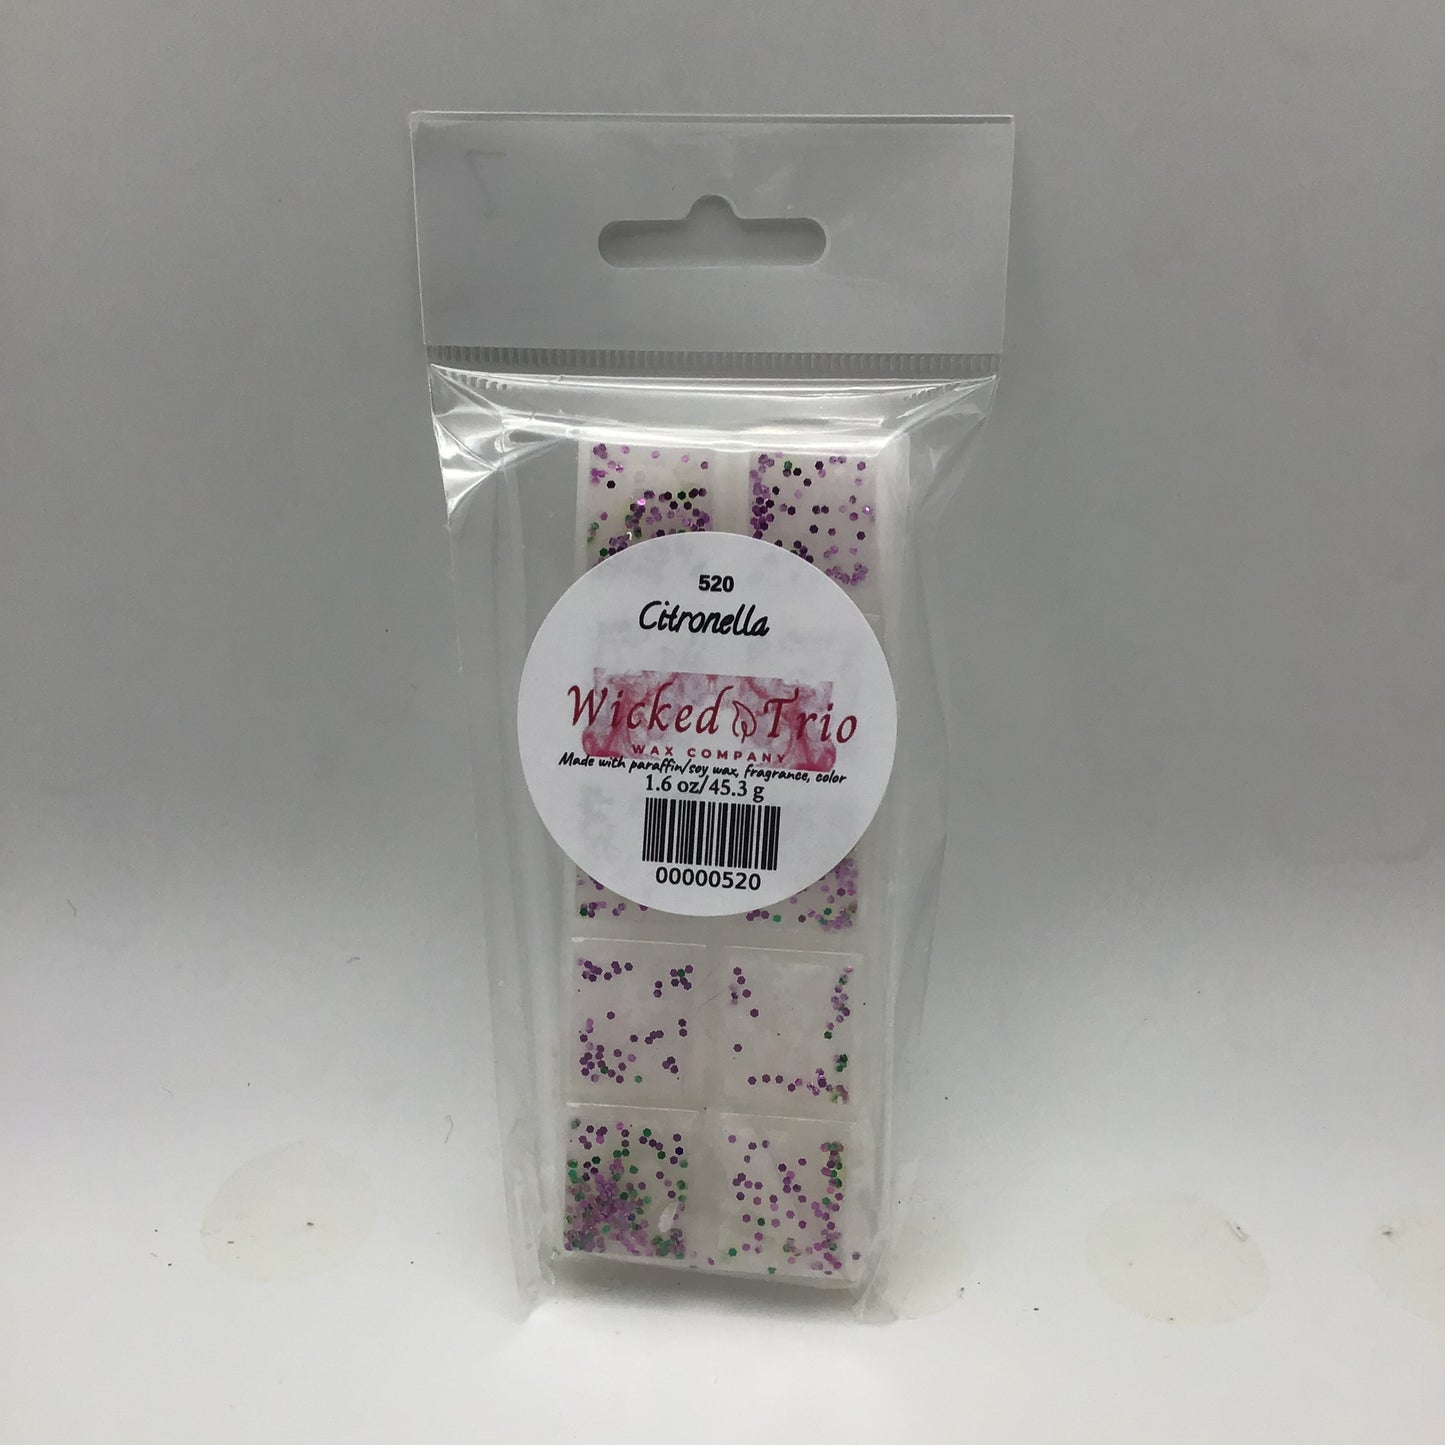 520
Citronella
Wicked Trio
WAX COMPANY
Made with paraffin/soy wax, fragrance, color
1.6 oz/45.3 g
00000520